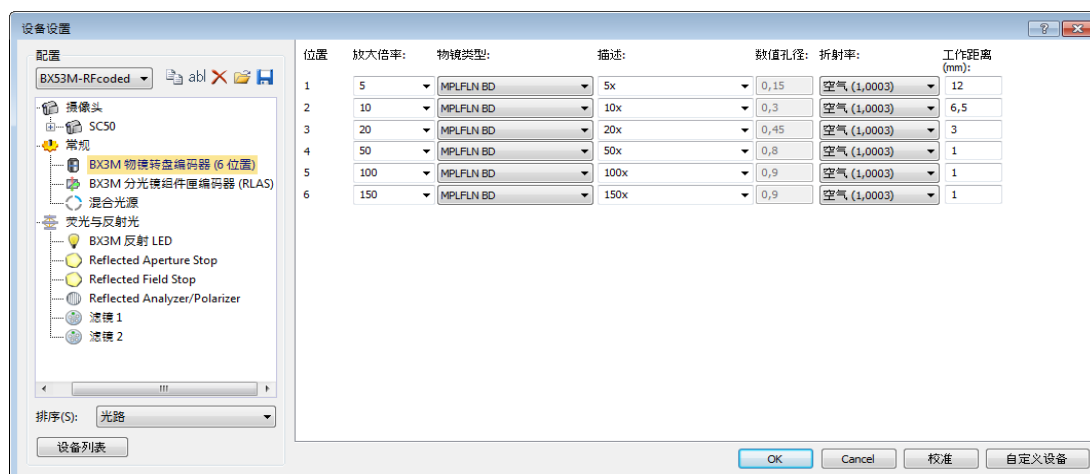 设备设置
配置
BX53M-RFcoded
abl
摄像头
SC50
常规
BX3M 物镜转盘编码器 (6 位置)
BX3M 分光镜组件匣编码器 (RLAS)
混合光源
荧光与反射光
BX3M 反射 LED
Reflected Aperture Stop
Reflected Field Stop
Reflected Analyzer/Polarizer
滤镜 1
滤镜 2
排序(S): 光路
设备列表
位置 放大倍率: 物镜类型: 描述: 数值孔径: 折射率: 工作距离 (mm):
1 5 MPLFLN BD 5x 0,15 空气 (1,0003) 12
2 10 MPLFLN BD 10x 0,3 空气 (1,0003) 6,5
3 20 MPLFLN BD 20x 0,45 空气 (1,0003) 3
4 50 MPLFLN BD 50x 0,8 空气 (1,0003) 1
5 100 MPLFLN BD 100x 0,9 空气 (1,0003) 1
6 150 MPLFLN BD 150x 0,9 空气 (1,0003) 1
OK Cancel 校准 自定义设备